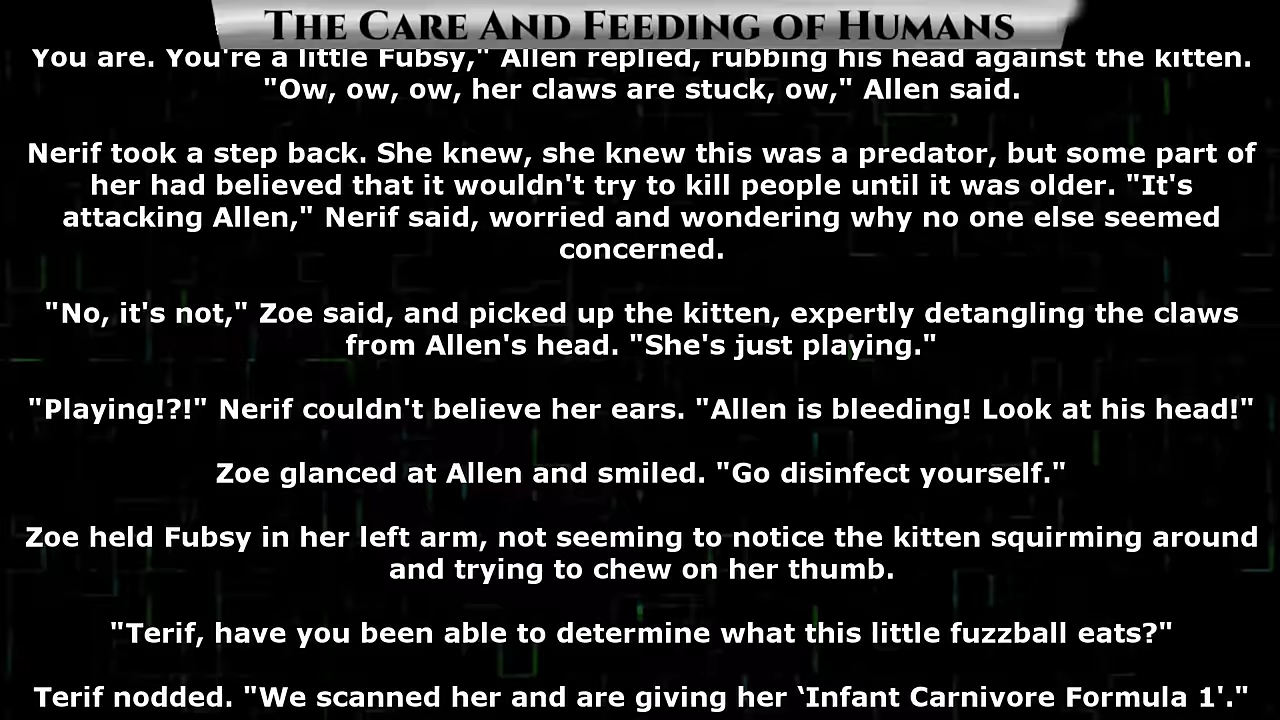 The Care And Feeding of Humans
You are. You're a little Fubsy," Allen replied, rubbing his head against the kitten.
"Ow, ow, ow, her claws are stuck, ow," Allen said.
Nerif took a step back. She knew, she knew this was a predator, but some part of
her had believed that it wouldn't try to kill people until it was older. "It's
attacking Allen," Nerif said, worried and wondering why no one else seemed
concerned.
"No, it's not," Zoe said, and picked up the kitten, expertly detangling the claws
from Allen's head. "She's just playing."
"Playing!?!" Nerif couldn't believe her ears. "Allen is bleeding! Look at his head!"
Zoe glanced at Allen and smiled. "Go disinfect yourself."
Zoe held Fubsy in her left arm, not seeming to notice the kitten squirming around
and trying to chew on her thumb.
"Terif, have you been able to determine what this little fuzzball eats?"
Terif nodded. "We scanned her and are giving her ‘Infant Carnivore Formula 1'."